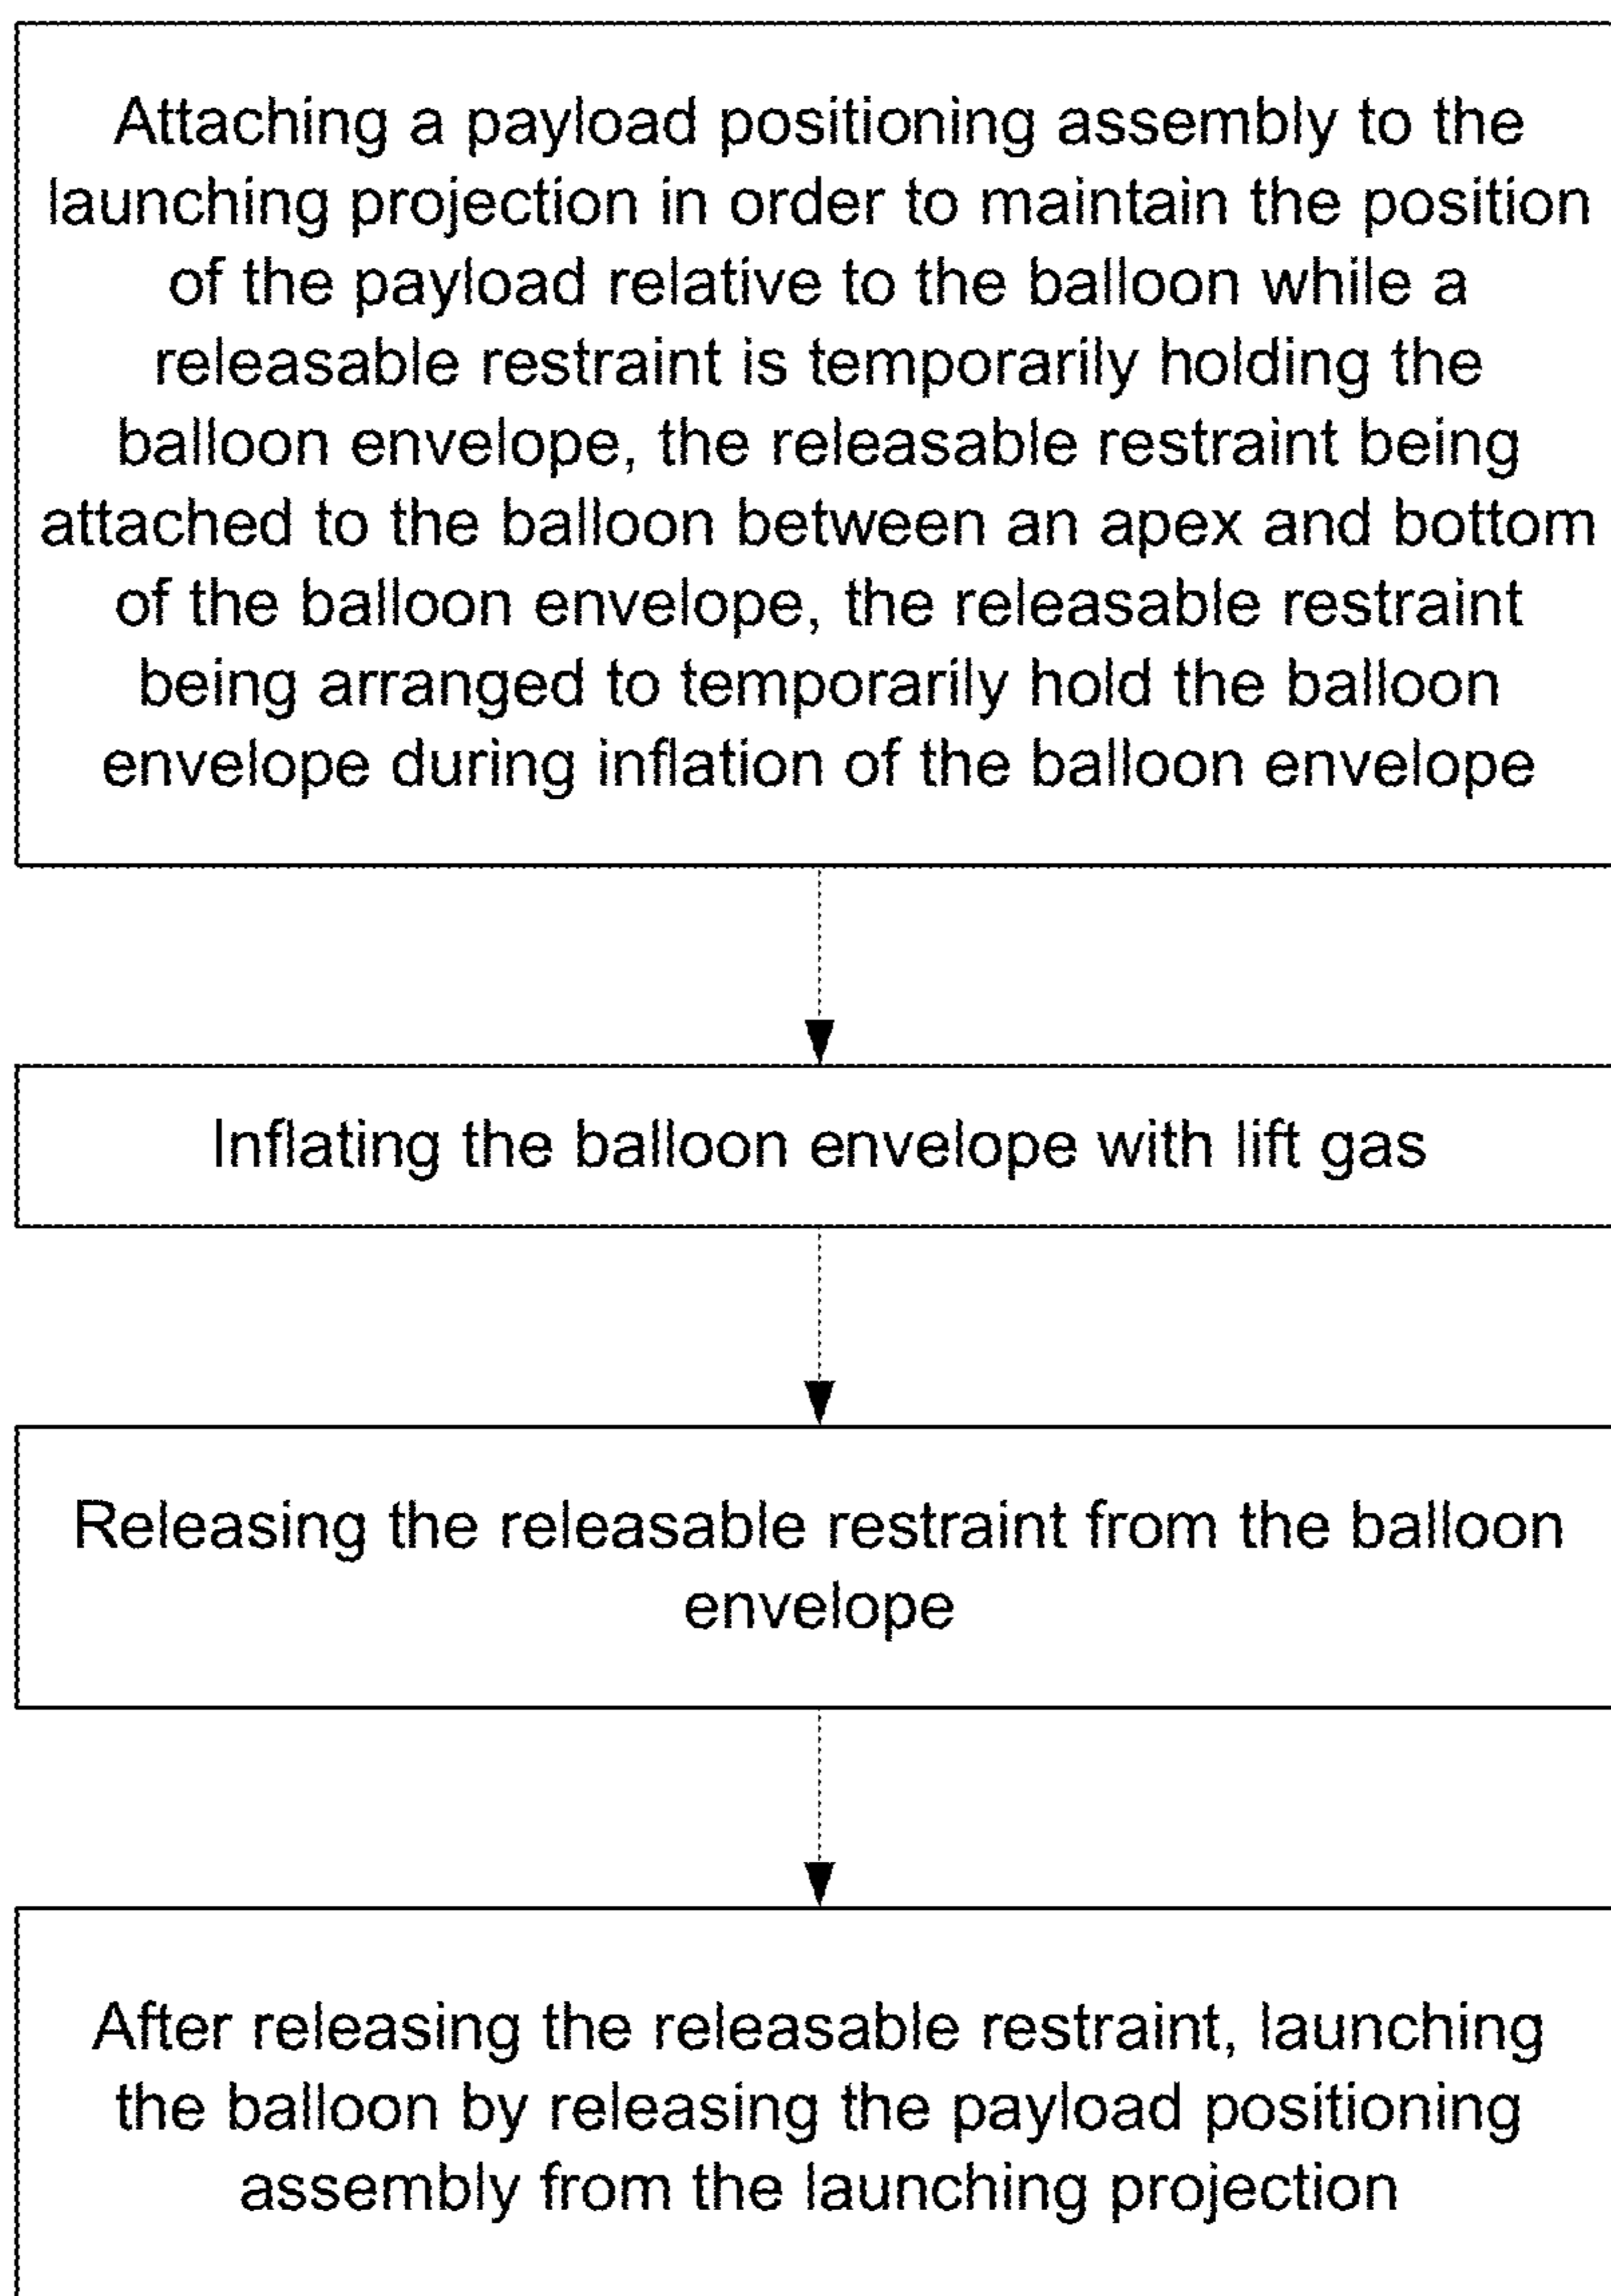 Attaching a payload positioning assembly to the
launching projection in order to maintain the position
of the payload relative to the balloon while a
releasable restraint is temporarily holding the
balloon envelope, the releasable restraint being
attached to the balloon between an apex and bottom
of the balloon envelope, the releasable restraint
being arranged to temporarily hold the balloon
envelope during inflation of the balloon envelope
Inflating the balloon envelope with lift gas
Releasing the releasable restraint from the balloon
envelope
After releasing the releasable restraint, launching
the balloon by releasing the payload positioning
assembly from the launching projection